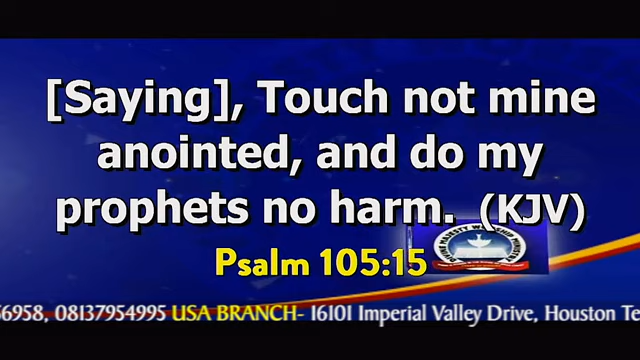 [Saying], Touch not mine
anointed, and do my
prophets no harm. (KJV)
Psalm 105:15
6958, 08137954995 USA BRANCH- 16101 Imperial Valley Drive, Houston Te